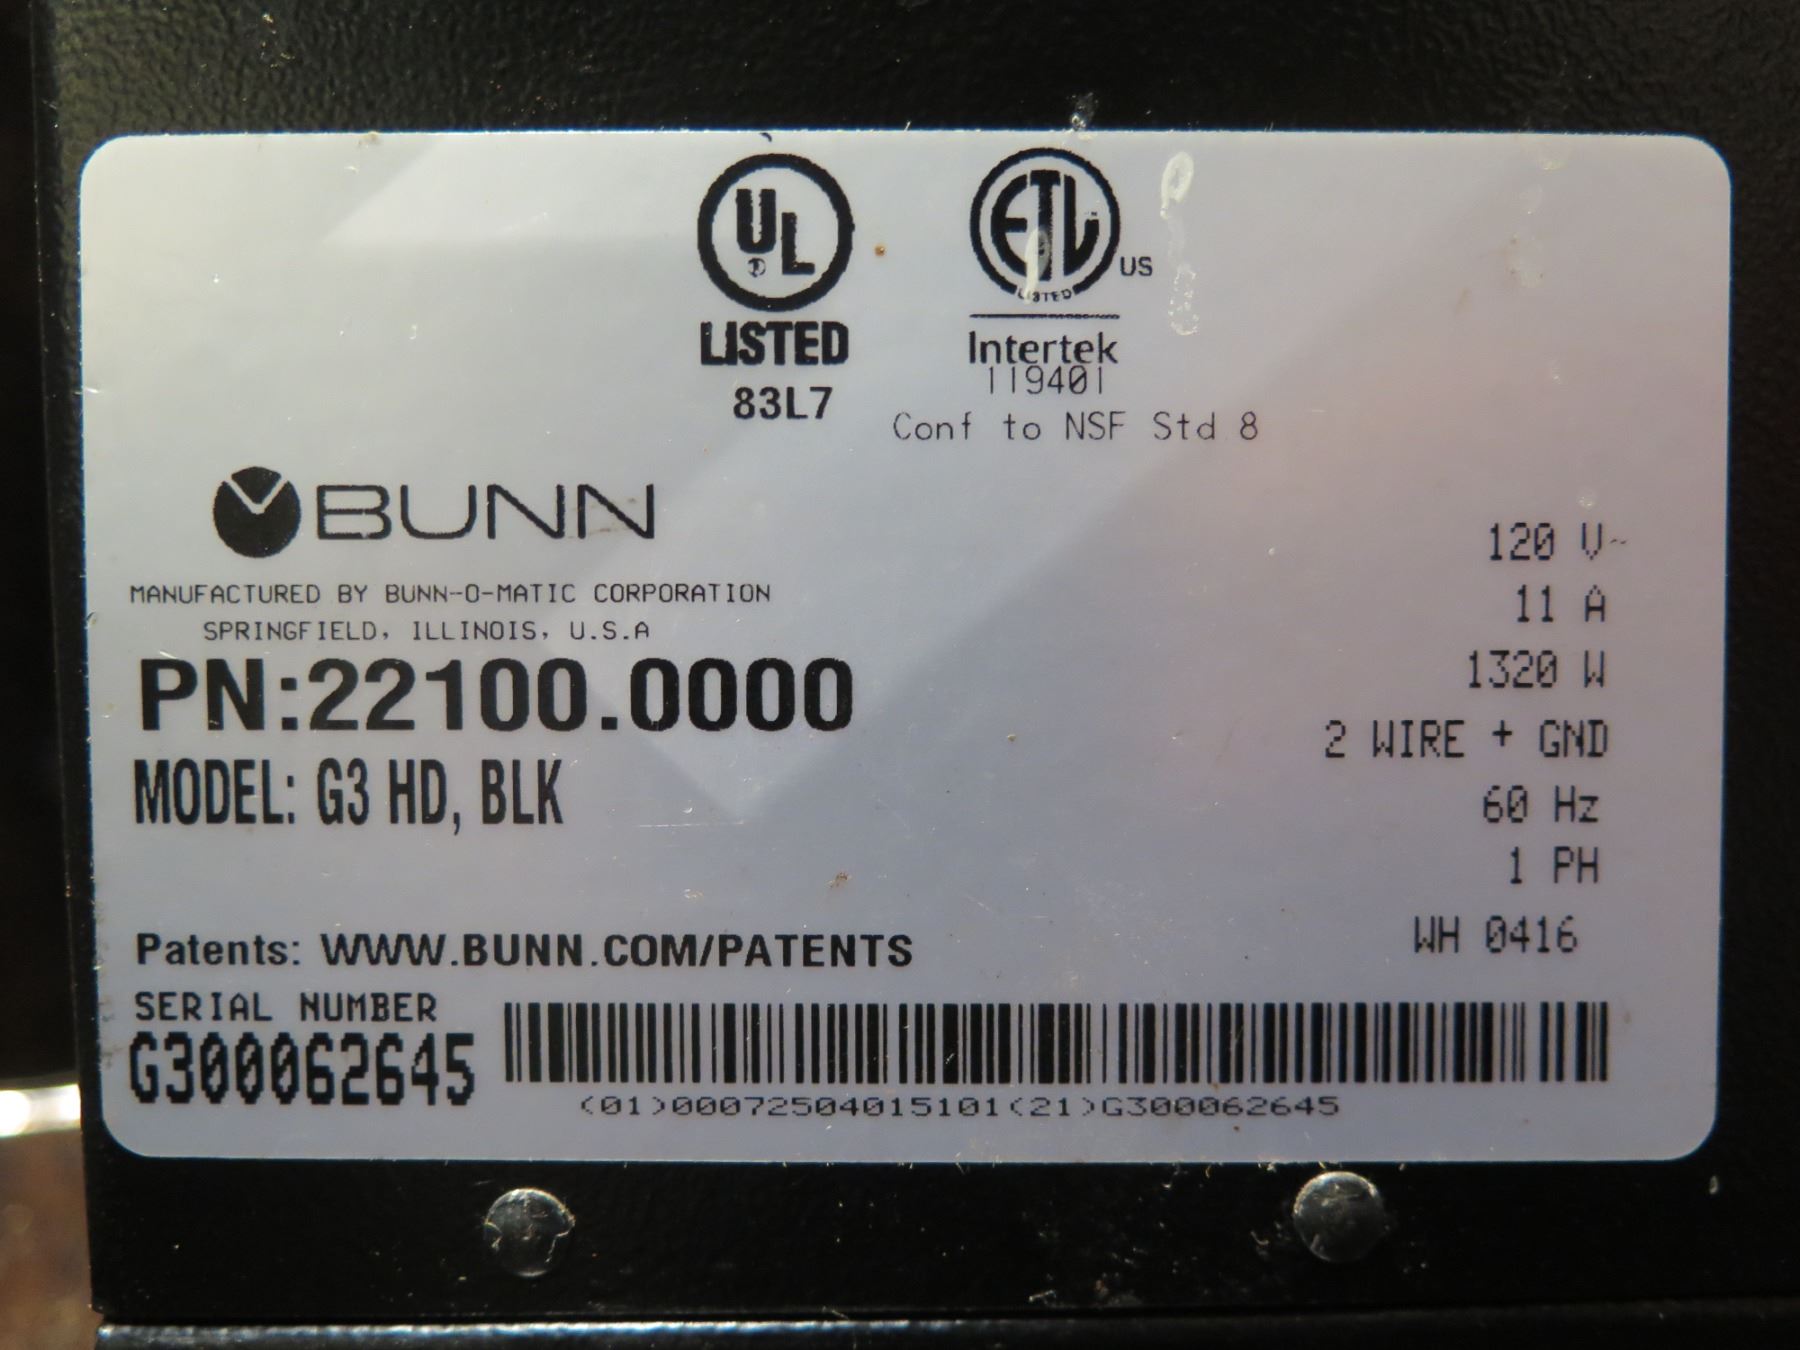 UL
®
LISTED
83L7
ETL
LISTED
US
Intertek
119401
Conf to NSF Std 8
BUNN
MANUFACTURED BY BUNN-O-MATIC CORPORATION
SPRINGFIELD, ILLINOIS, U.S.A
PN:22100.0000
MODEL: G3 HD, BLK
120 V~
11 A
1320 W
2 WIRE + GND
60 Hz
1 PH
WH 0416
Patents: WWW.BUNN.COM/PATENTS
SERIAL NUMBER
G300062645
(01)00072504015101(21)G300062645